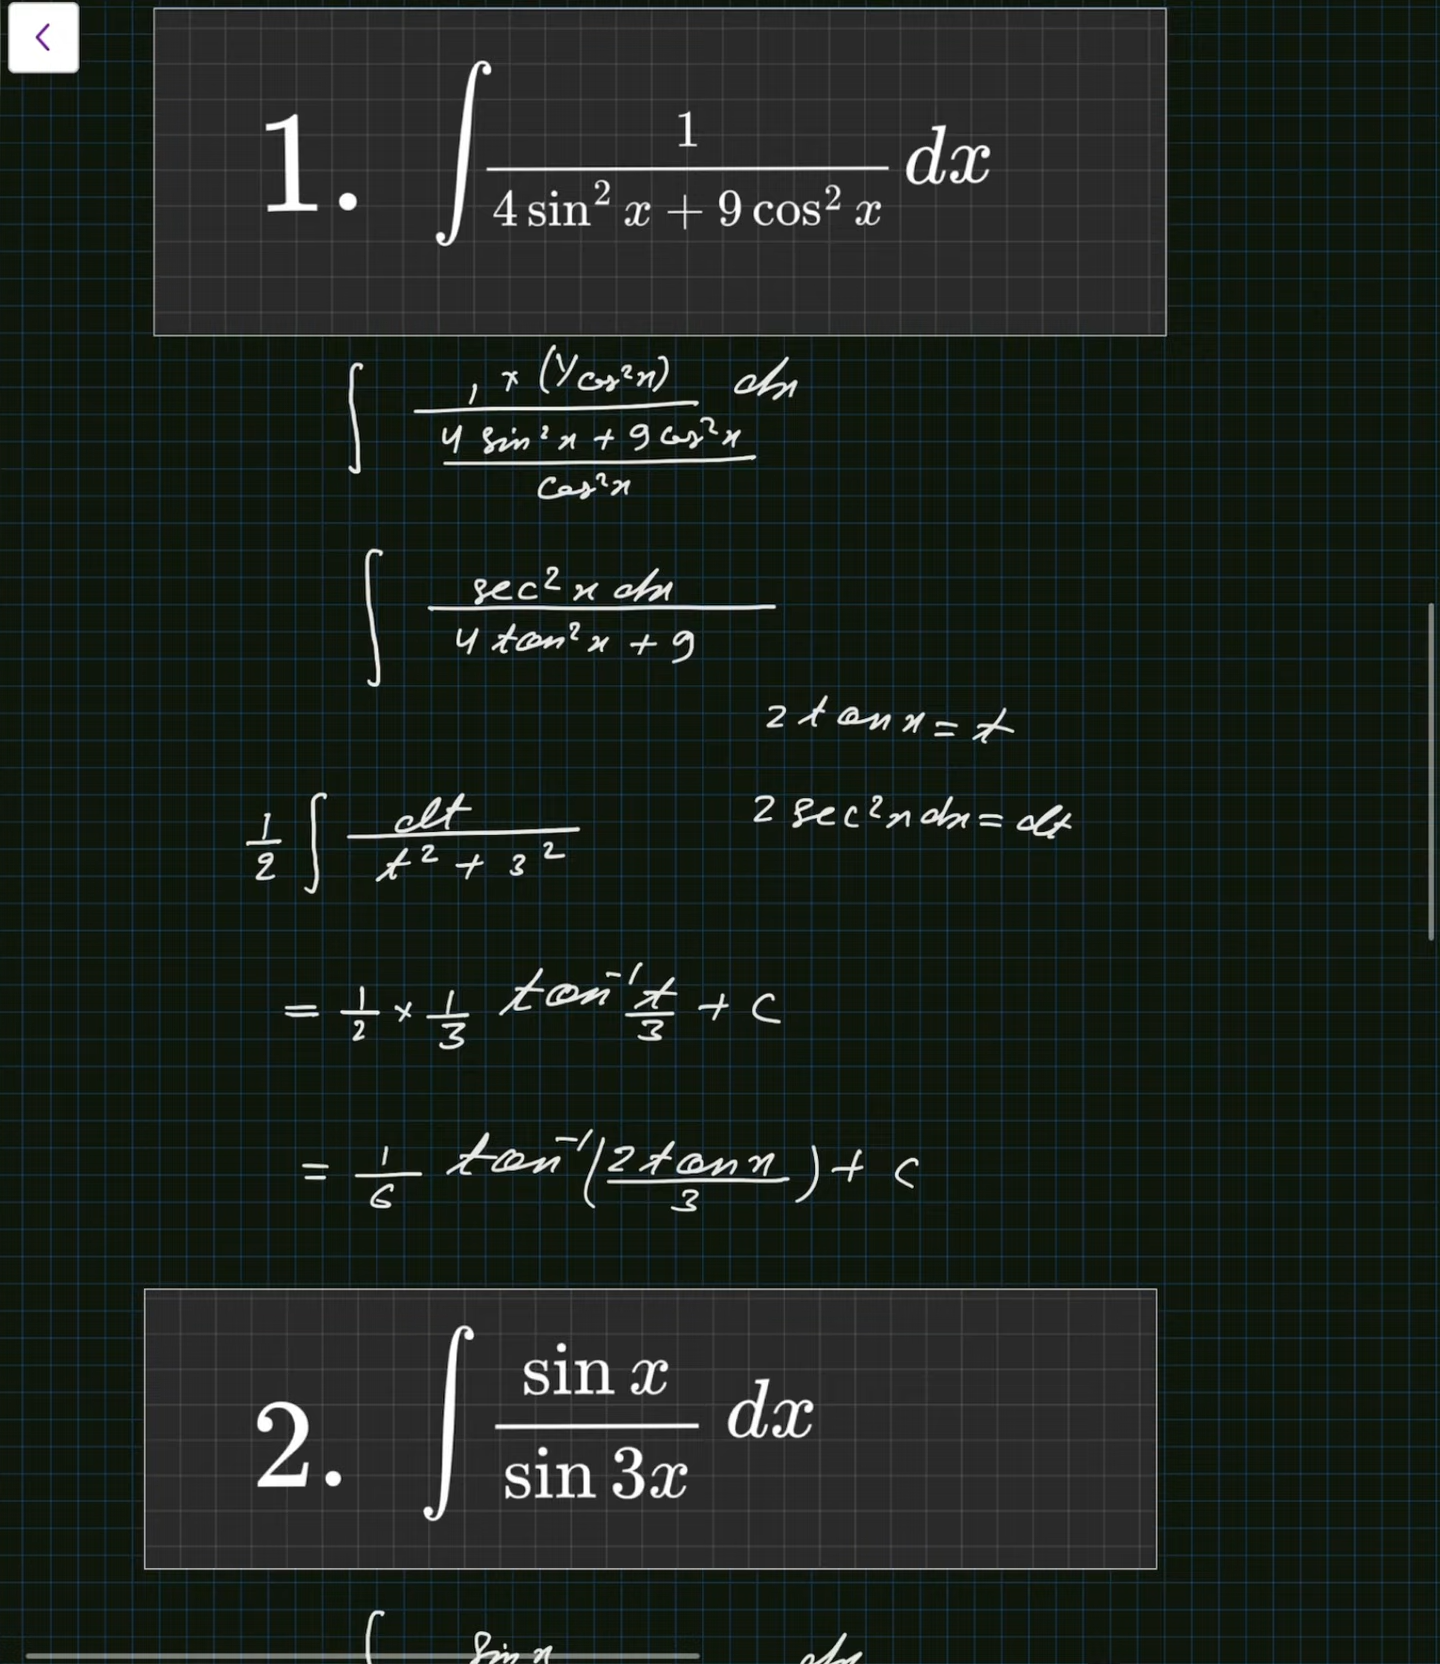 1. ∫ 1/(4 sin² x + 9 cos² x) dx
∫ (1 × (1/cos²x)) / ((4 sin²x + 9 cos²x)/cos²x) dx
∫ sec²x dx / (4 tan²x + 9)
2 tan x = t
1/2 ∫ dt / (t² + 3²)
2 sec²x dx = dt
= 1/2 × 1/3 tan⁻¹ t/3 + C
= 1/6 tan⁻¹ (2 tan x / 3) + C
2. ∫ sin x / sin 3x dx
∫ sin x dx